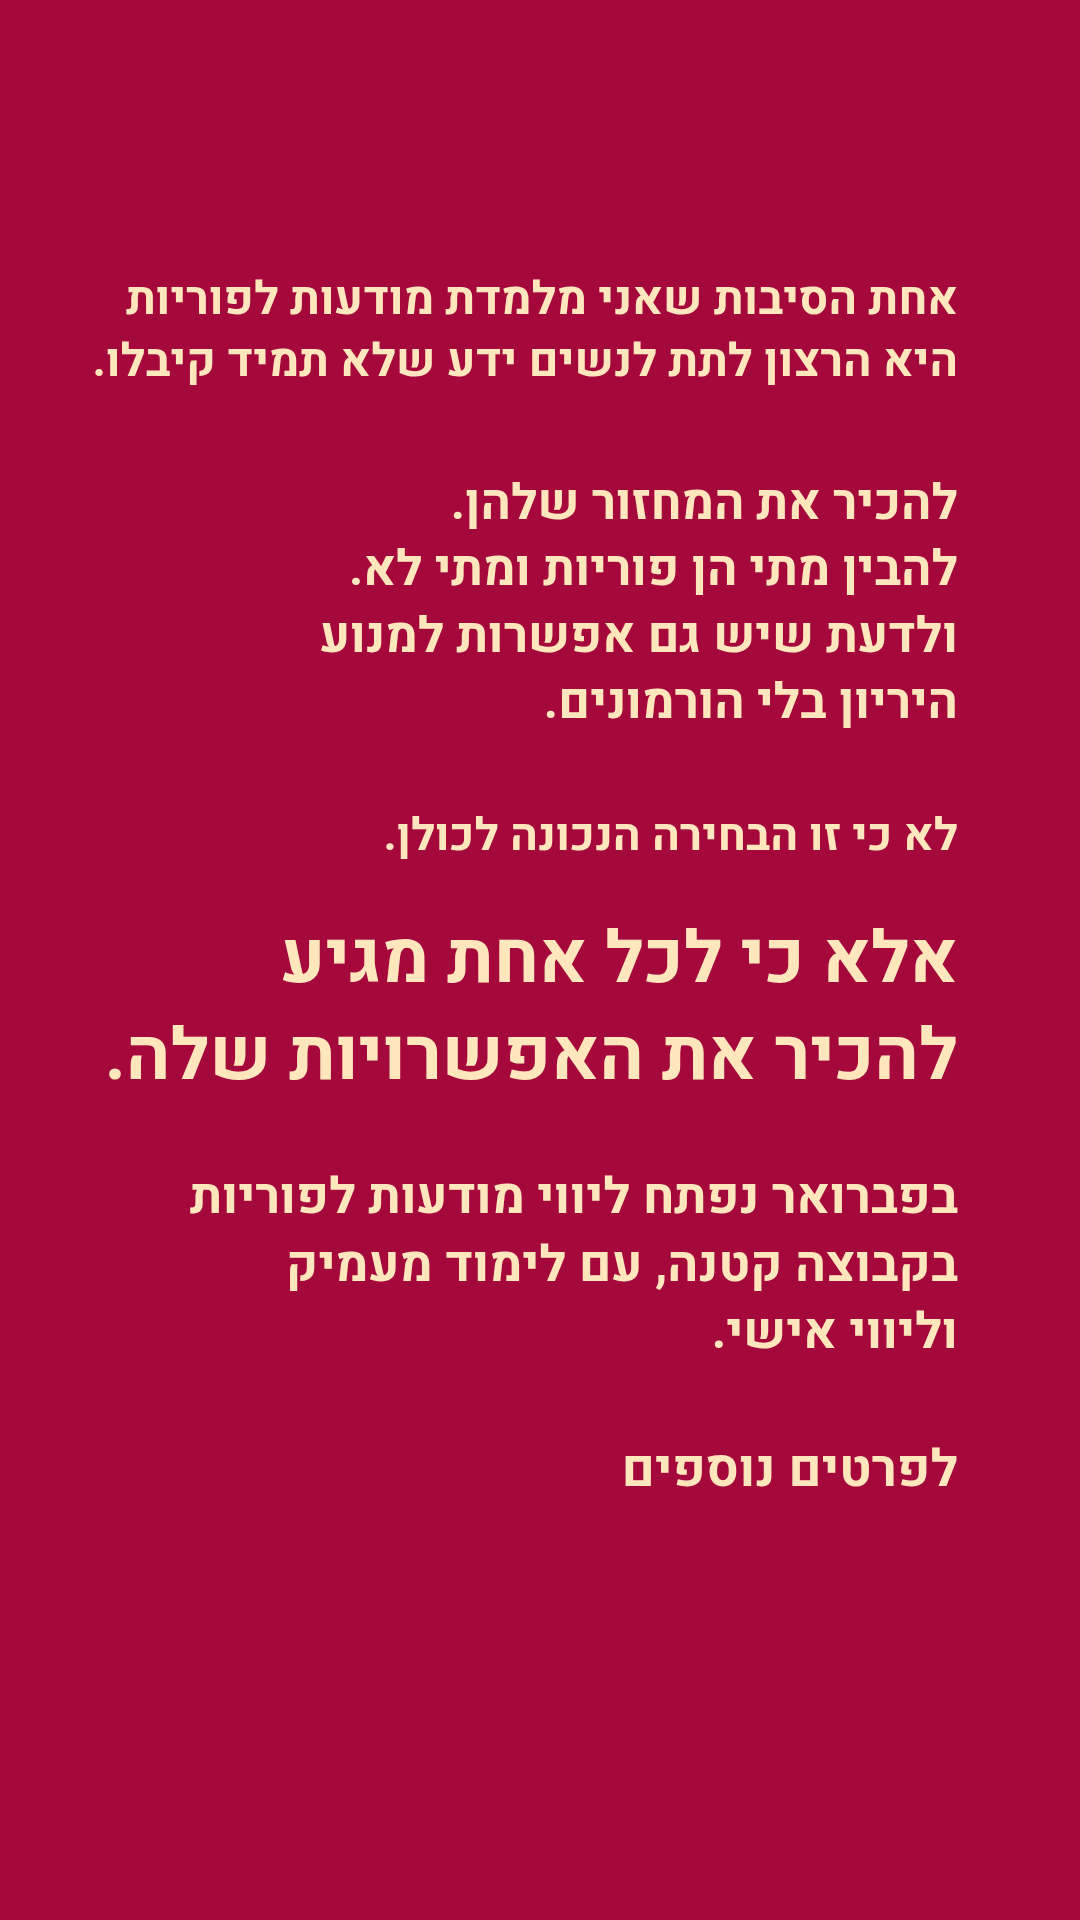 אחת הסיבות שאני מלמדת מודעות לפוריות
היא הרצון לתת לנשים ידע שלא תמיד קיבלו.
להכיר את המחזור שלהן.
להבין מתי הן פוריות ומתי לא.
ולדעת שיש גם אפשרות למנוע
היריון בלי הורמונים.
לא כי זו הבחירה הנכונה לכולן.
אלא כי לכל אחת מגיע
להכיר את האפשרויות שלה.
בפברואר נפתח ליווי מודעות לפוריות
בקבוצה קטנה, עם לימוד מעמיק
וליווי אישי.
לפרטים נוספים